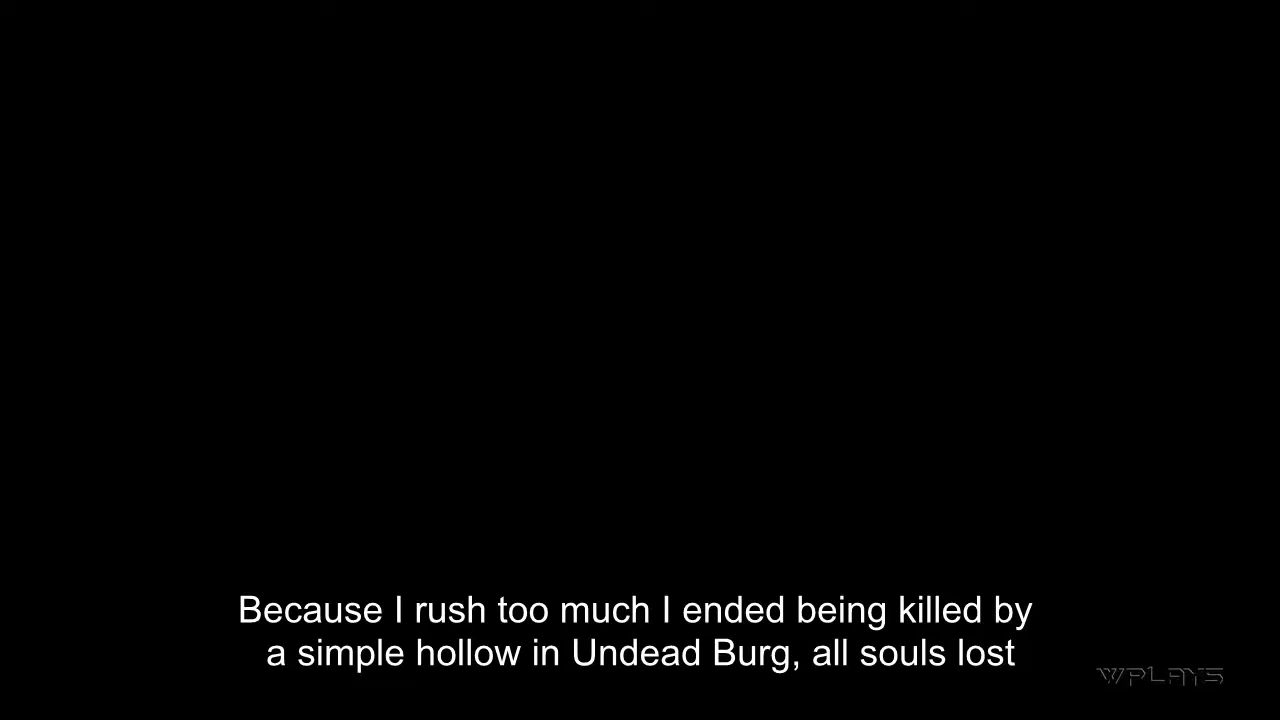 Because I rush too much I ended being killed by
a simple hollow in Undead Burg, all souls lost
WPLAYS